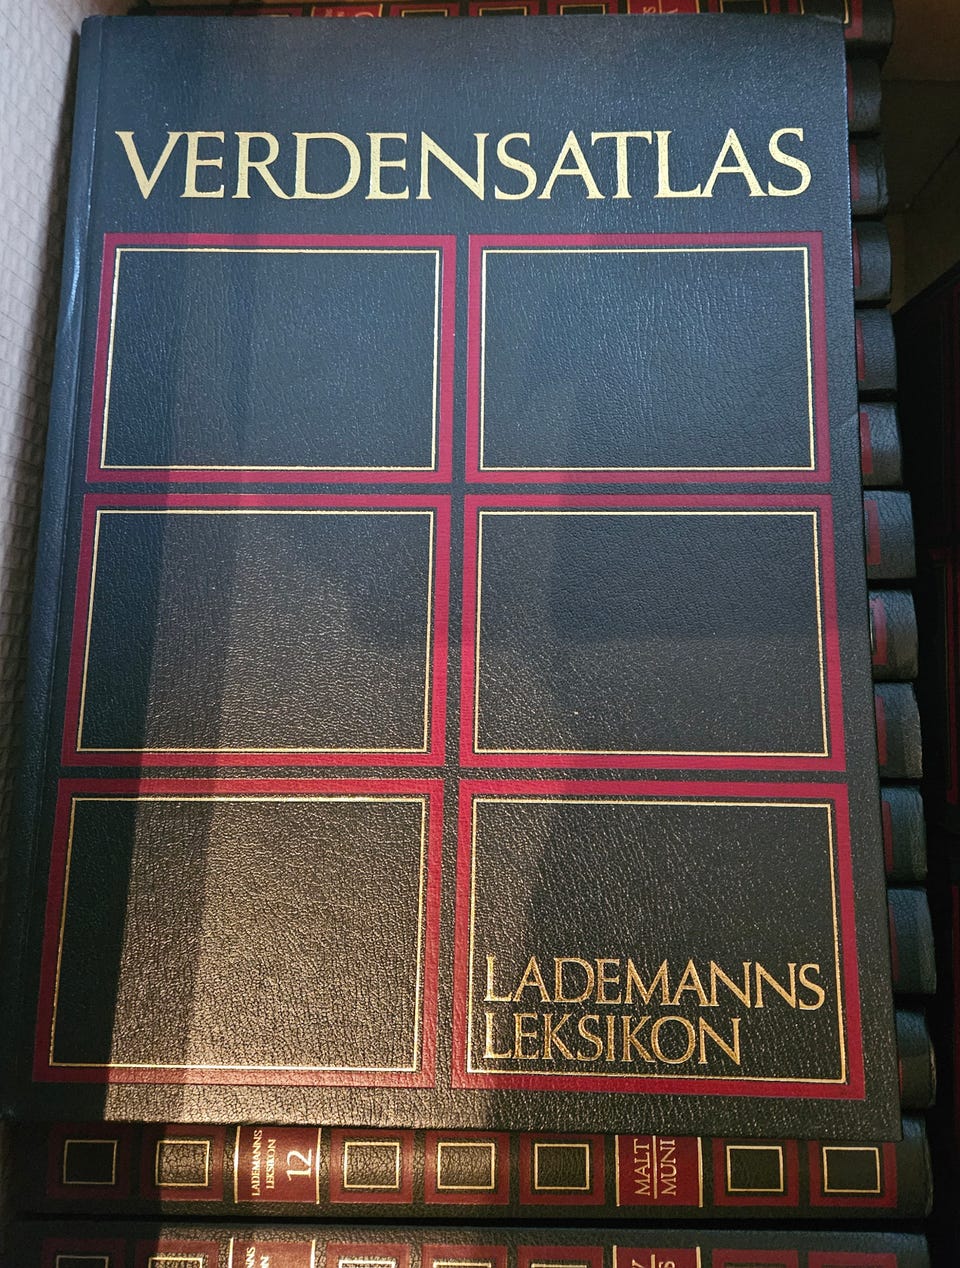 VERDENSATLAS
LADEMANNS
LEKSIKON
LADEMANNS
LEKSIKON
12
MALT
MUNI